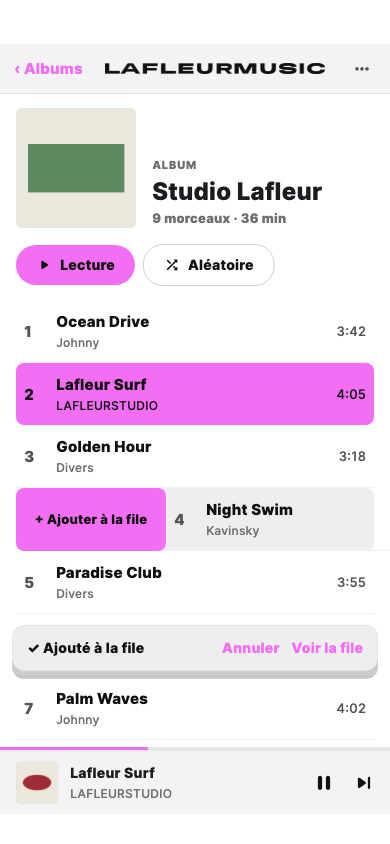 ‹ Albums LAFLEURMUSIC •••
ALBUM
Studio Lafleur
9 morceaux · 36 min
Lecture Aléatoire
1 Ocean Drive 3:42
Johnny
2 Lafleur Surf 4:05
LAFLEURSTUDIO
3 Golden Hour 3:18
Divers
+ Ajouter à la file 4 Night Swim
Kavinsky
5 Paradise Club 3:55
Divers
✓ Ajouté à la file Annuler Voir la file
7 Palm Waves 4:02
Johnny
Lafleur Surf
LAFLEURSTUDIO